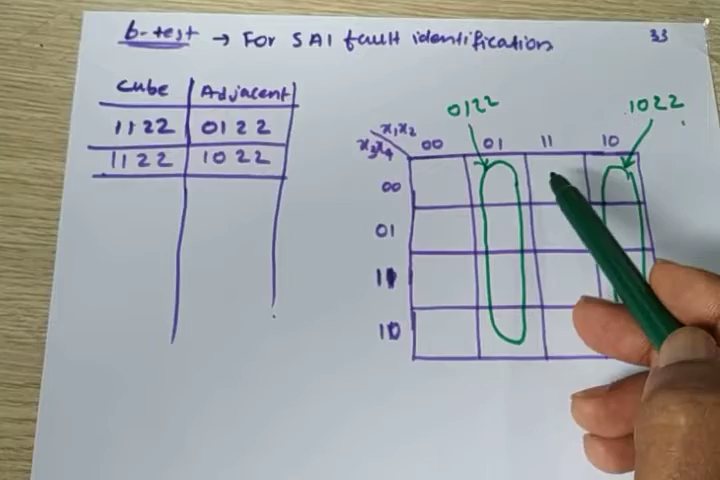 b-test → For SA1 fault identification
33
Cube Adjacent
1122 0122
1122 1022
0122 1022
x₁x₂
x₃x₄
00 01 11 10
00
01
11
10